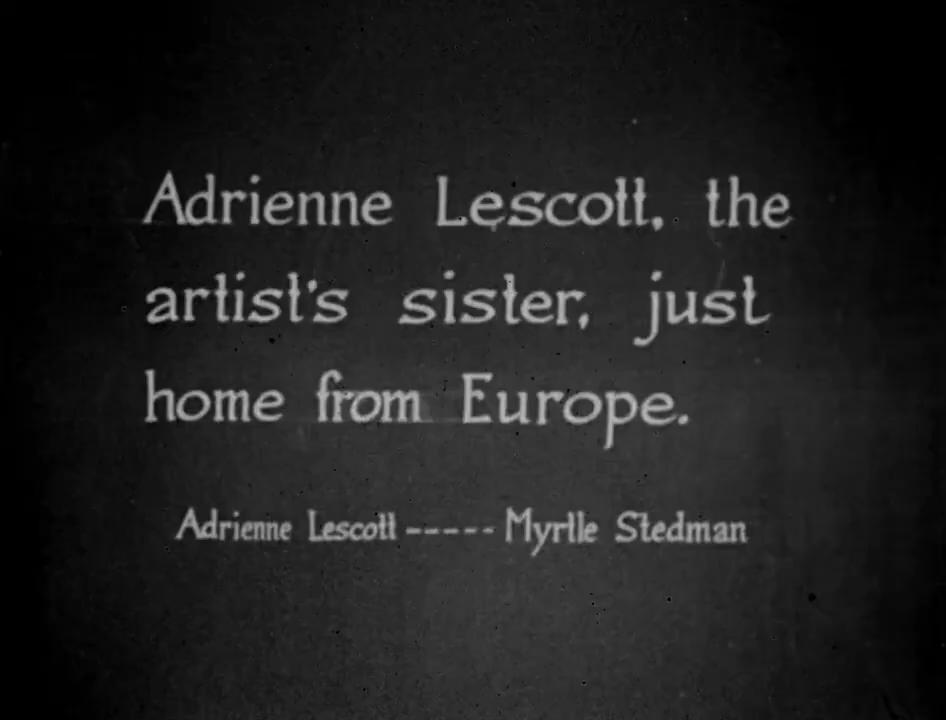 Adrienne Lescott, the
artist's sister, just
home from Europe.
Adrienne Lescott ----- Myrtle Stedman